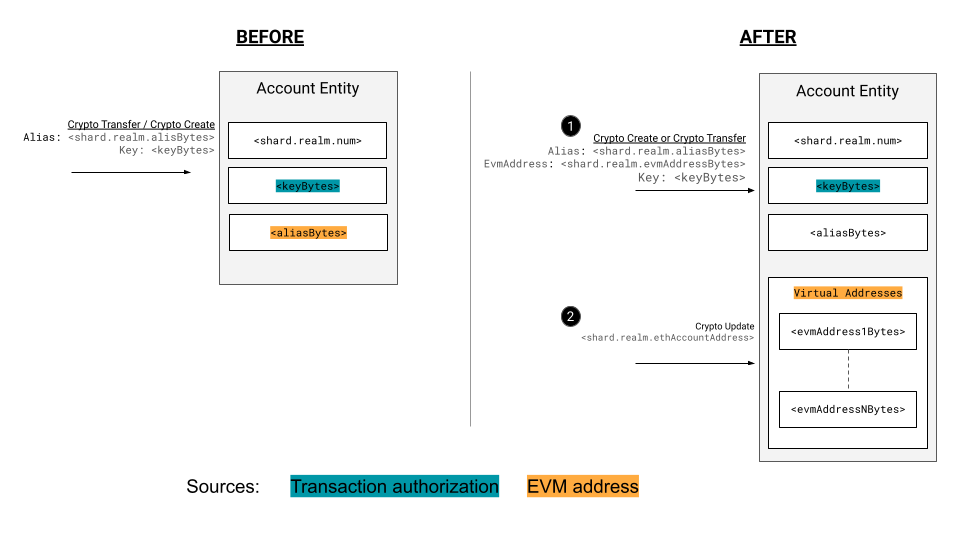 BEFORE
Account Entity
Crypto Transfer / Crypto Create
Alias: <shard.realm.alisBytes>
Key: <keyBytes>
<shard.realm.num>
<keyBytes>
<aliasBytes>
AFTER
Account Entity
1
Crypto Create or Crypto Transfer
Alias: <shard.realm.aliasBytes>
EvmAddress: <shard.realm.evmAddressBytes>
Key: <keyBytes>
<shard.realm.num>
<keyBytes>
<aliasBytes>
Virtual Addresses
2
Crypto Update
<shard.realm.ethAccountAddress>
<evmAddress1Bytes>
<evmAddressNBytes>
Sources: Transaction authorization EVM address